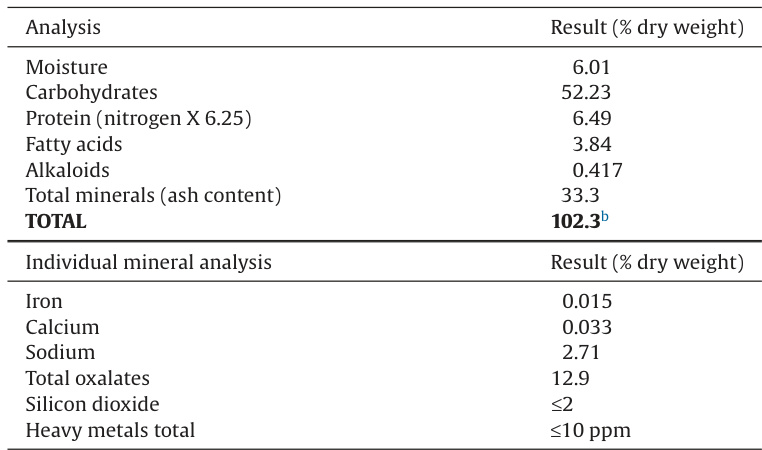 Analysis Result (% dry weight)
Moisture 6.01
Carbohydrates 52.23
Protein (nitrogen X 6.25) 6.49
Fatty acids 3.84
Alkaloids 0.417
Total minerals (ash content) 33.3
TOTAL 102.3b
Individual mineral analysis Result (% dry weight)
Iron 0.015
Calcium 0.033
Sodium 2.71
Total oxalates 12.9
Silicon dioxide ≤2
Heavy metals total ≤10 ppm